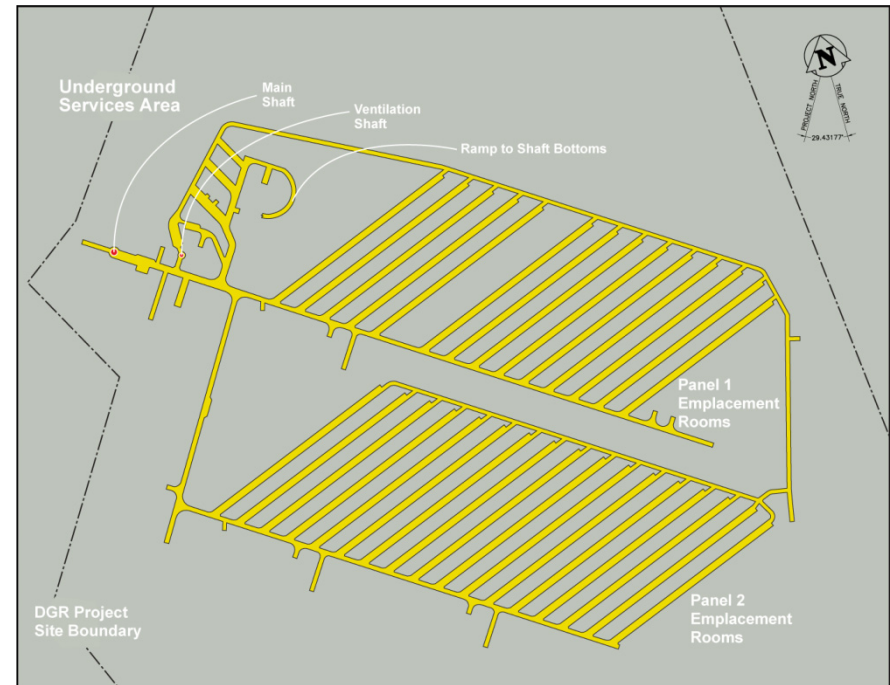 Underground
Services Area
Main
Shaft
Ventilation
Shaft
Ramp to Shaft Bottoms
N
PROJECT NORTH
TRUE NORTH
29.43177°
Panel 1
Emplacement
Rooms
Panel 2
Emplacement
Rooms
DGR Project
Site Boundary